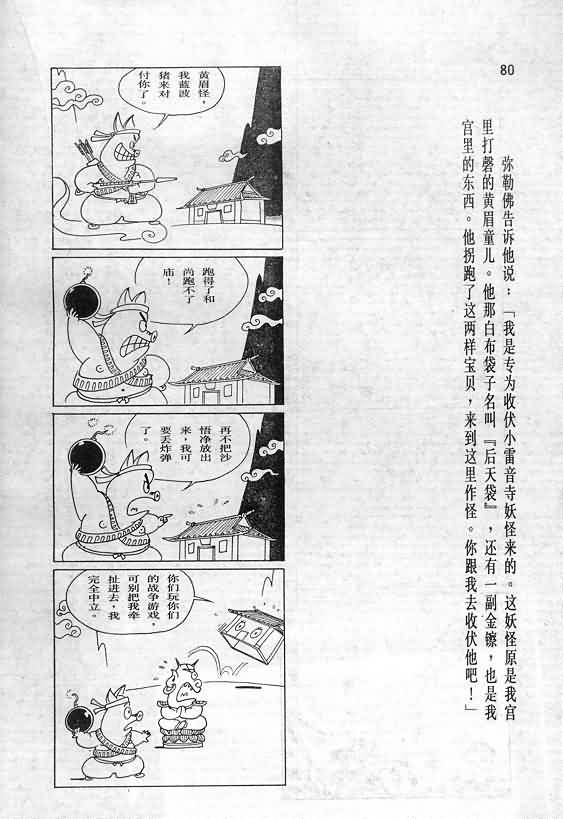 80
弥勒佛告诉他说：「我是专为收伏小雷音寺妖怪来的。这妖怪原是我宫
里打磬的黄眉童儿。他那白布袋子名叫『后天袋』，还有一副金镲，也是我
宫里的东西。他拐跑了这两样宝贝，来到这里作怪。你跟我去收伏他吧！」
黄眉怪，
我蓝波
猪来对
付你了。
跑得了和
尚跑不了
庙！
再不把沙
悟净放出
来，我可
要丢炸弹
了。
你们玩你们
的战争游戏，
可别把我牵
扯进去，我
完全中立。